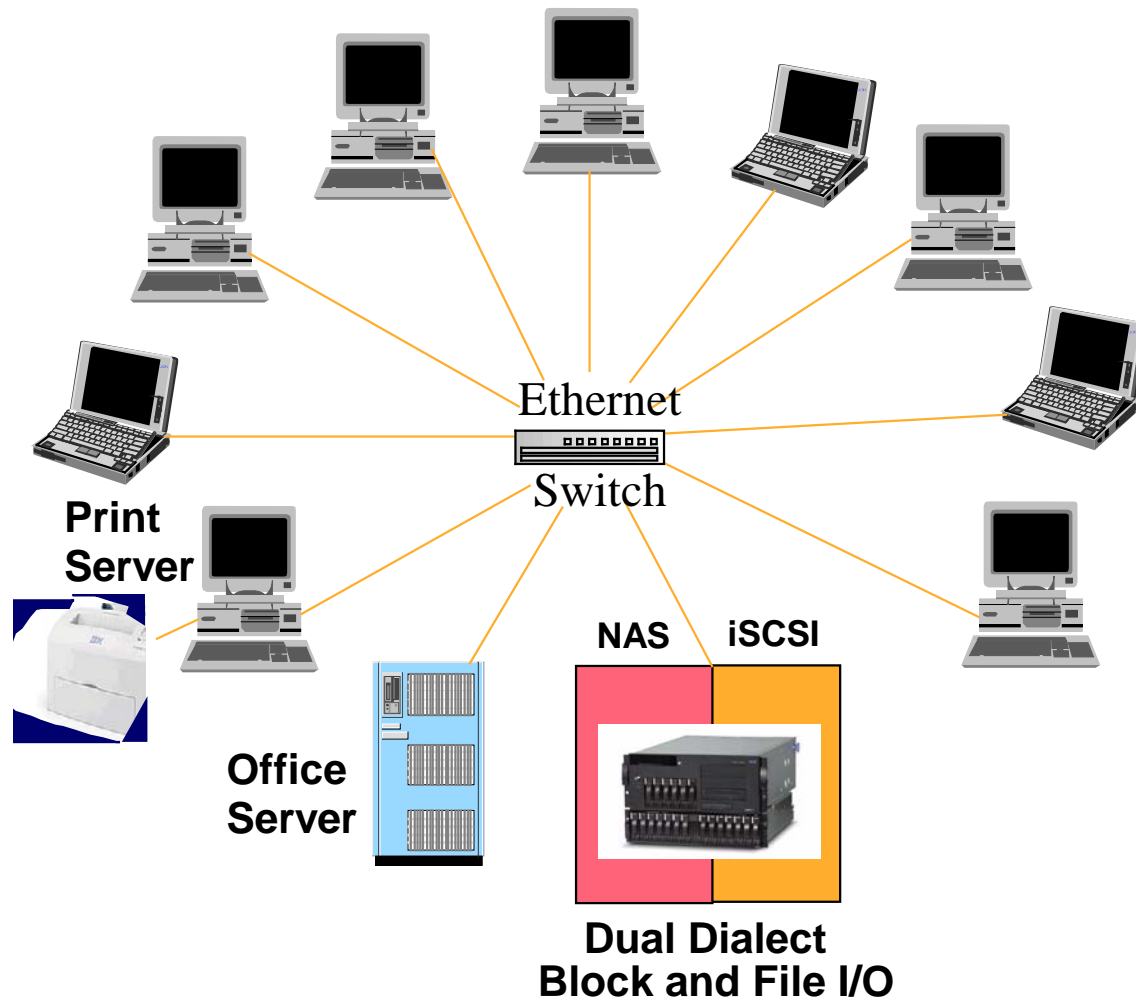 Ethernet
Switch
Print
Server
NAS
iSCSI
Office
Server
Dual Dialect
Block and File I/O